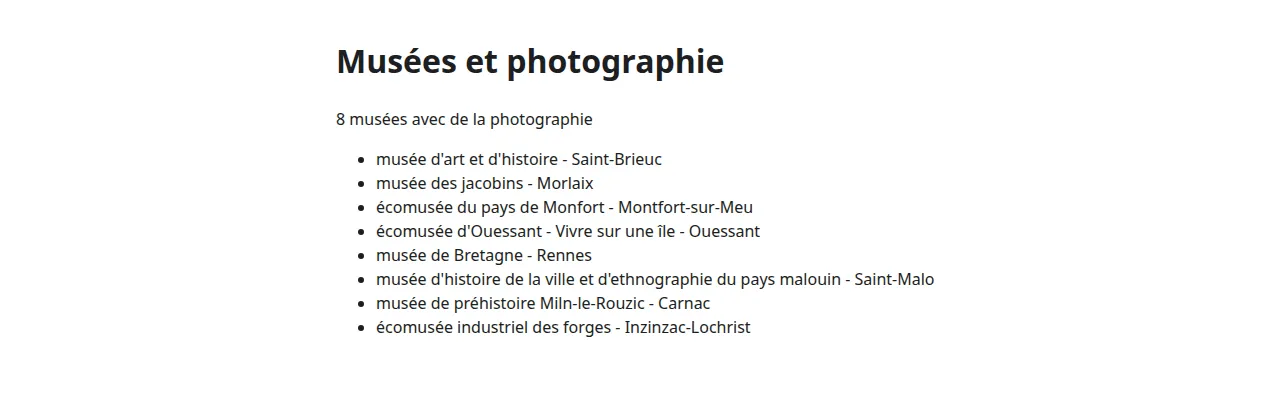 Musées et photographie
8 musées avec de la photographie
musée d'art et d'histoire - Saint-Brieuc
musée des jacobins - Morlaix
écomusée du pays de Monfort - Montfort-sur-Meu
écomusée d'Ouessant - Vivre sur une île - Ouessant
musée de Bretagne - Rennes
musée d'histoire de la ville et d'ethnographie du pays malouin - Saint-Malo
musée de préhistoire Miln-le-Rouzic - Carnac
écomusée industriel des forges - Inzinzac-Lochrist